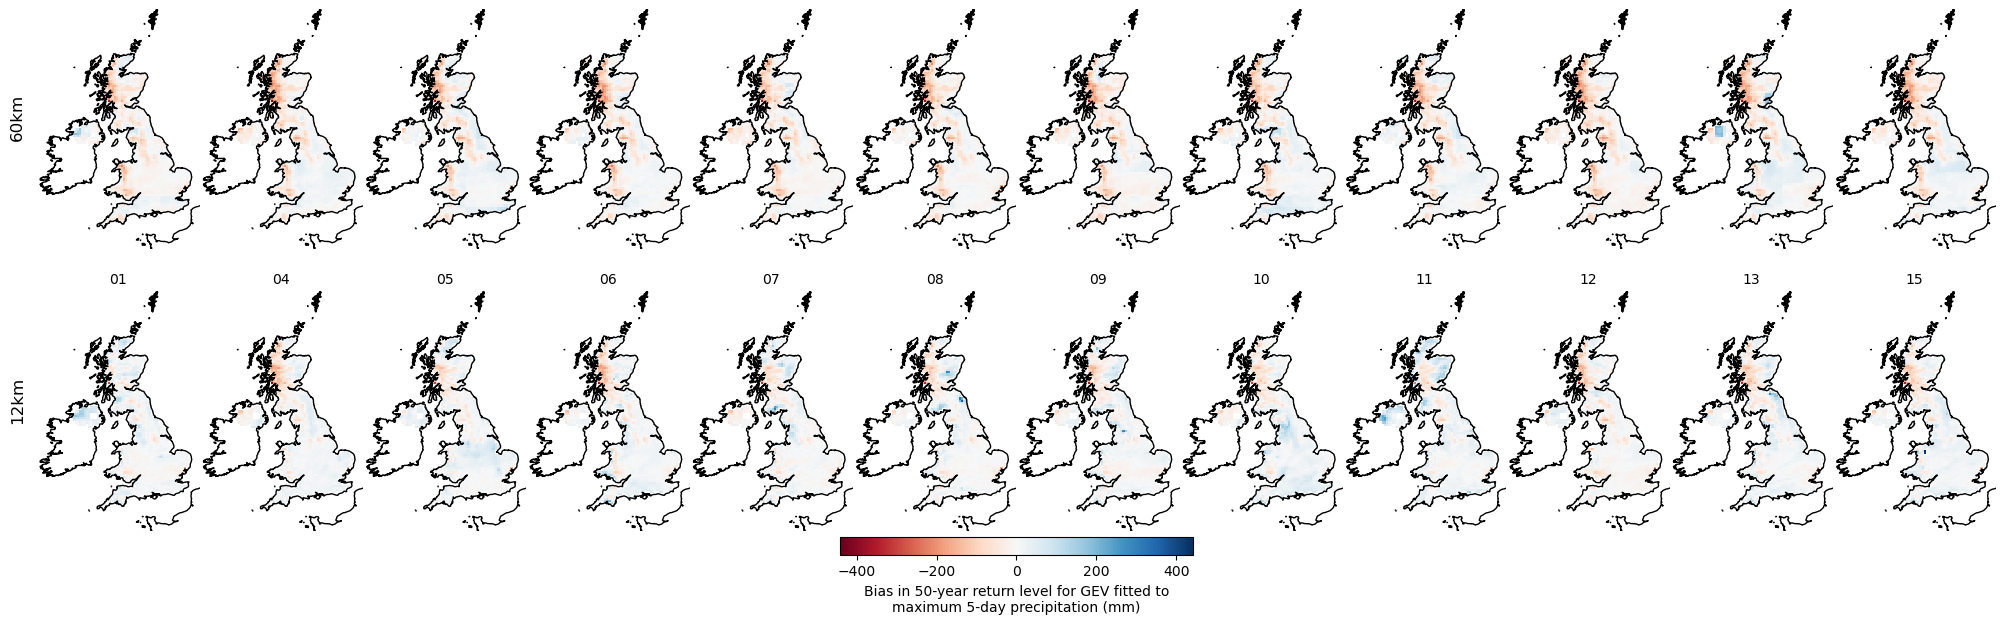 60km
01 04 05 06 07 08 09 10 11 12 13 15
12km
−400 −200 0 200 400
Bias in 50-year return level for GEV fitted to
maximum 5-day precipitation (mm)